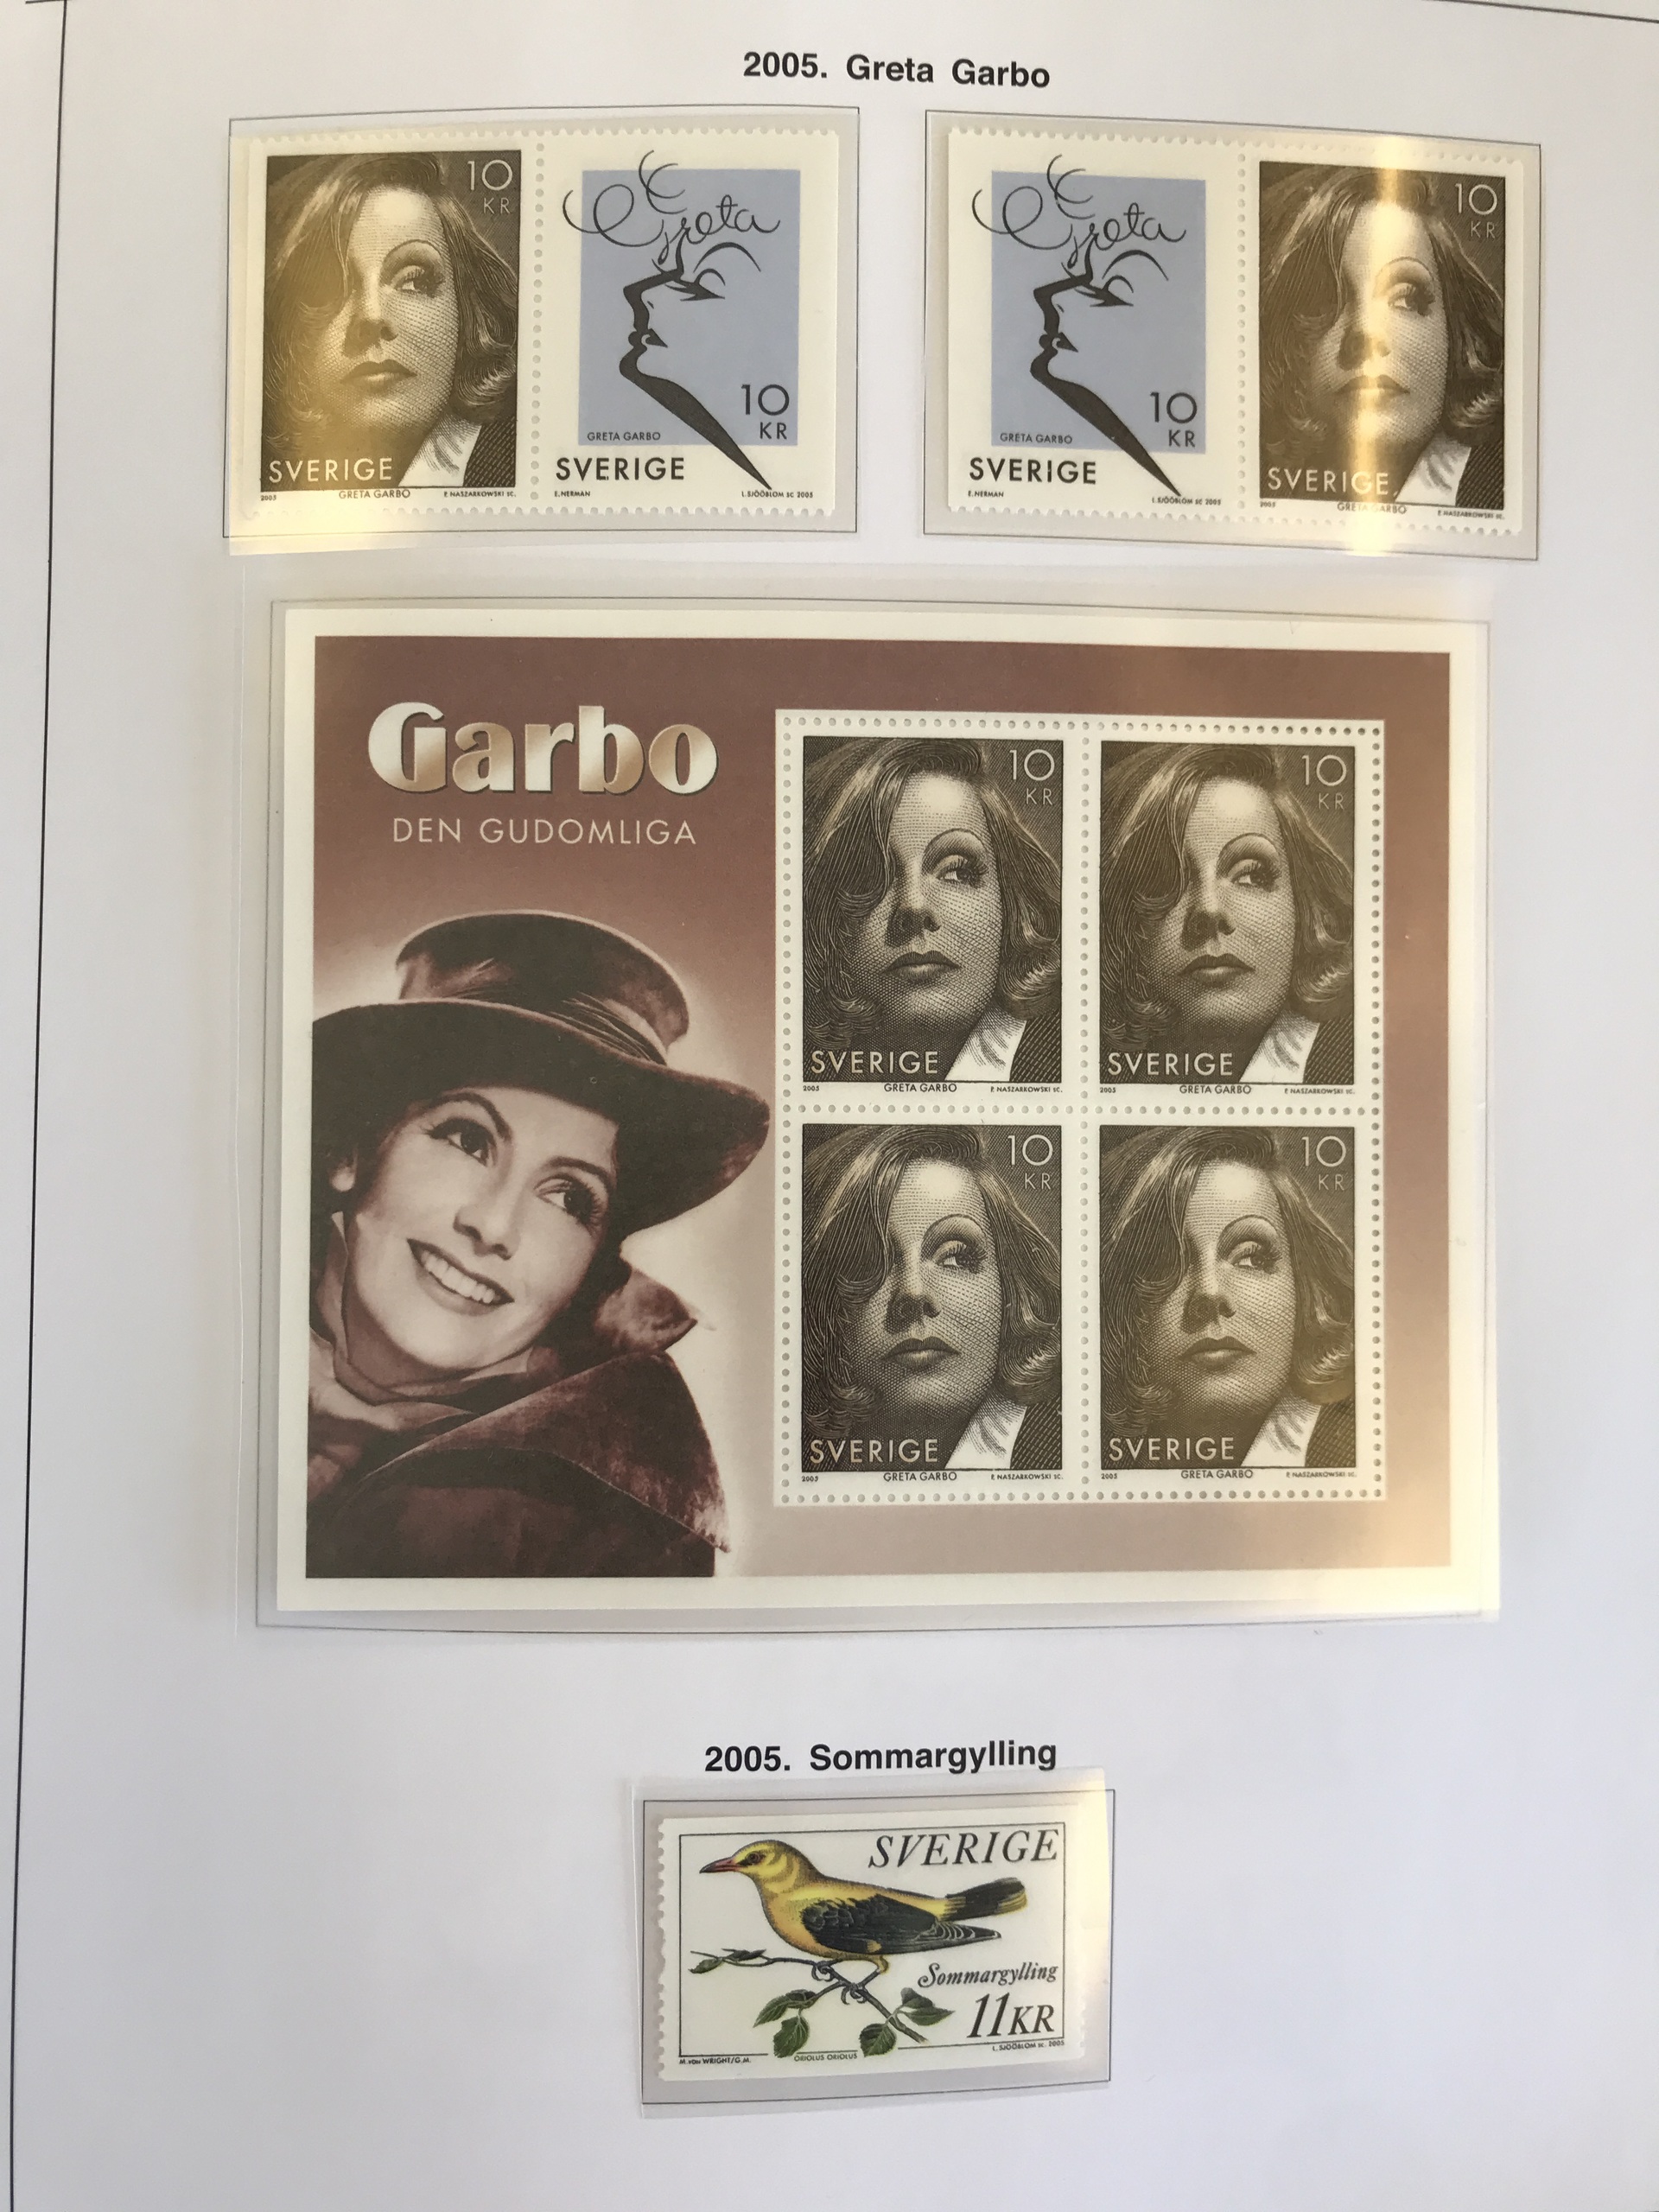 2005. Greta Garbo
10
KR
SVERIGE
2005 GRETA GARBO P. NASZARKOWSKI SC.
Greta
10
KR
GRETA GARBO
SVERIGE
E.NERMAN L.SJÖÖBLOM SC 2005
Greta
10
KR
GRETA GARBO
SVERIGE
E.NERMAN L.SJÖÖBLOM SC 2005
10
KR
SVERIGE
2005 GRETA GARBO P. NASZARKOWSKI SC.
Garbo
DEN GUDOMLIGA
10
KR
SVERIGE
2005 GRETA GARBO P. NASZARKOWSKI SC.
10
KR
SVERIGE
2005 GRETA GARBO P. NASZARKOWSKI SC.
10
KR
SVERIGE
2005 GRETA GARBO P. NASZARKOWSKI SC.
10
KR
SVERIGE
2005 GRETA GARBO P. NASZARKOWSKI SC.
2005. Sommargylling
SVERIGE
Sommargylling
11KR
M. von WRIGHT/G.M. ORIOLUS ORIOLUS L. SJÖÖBLOM sc. 2005